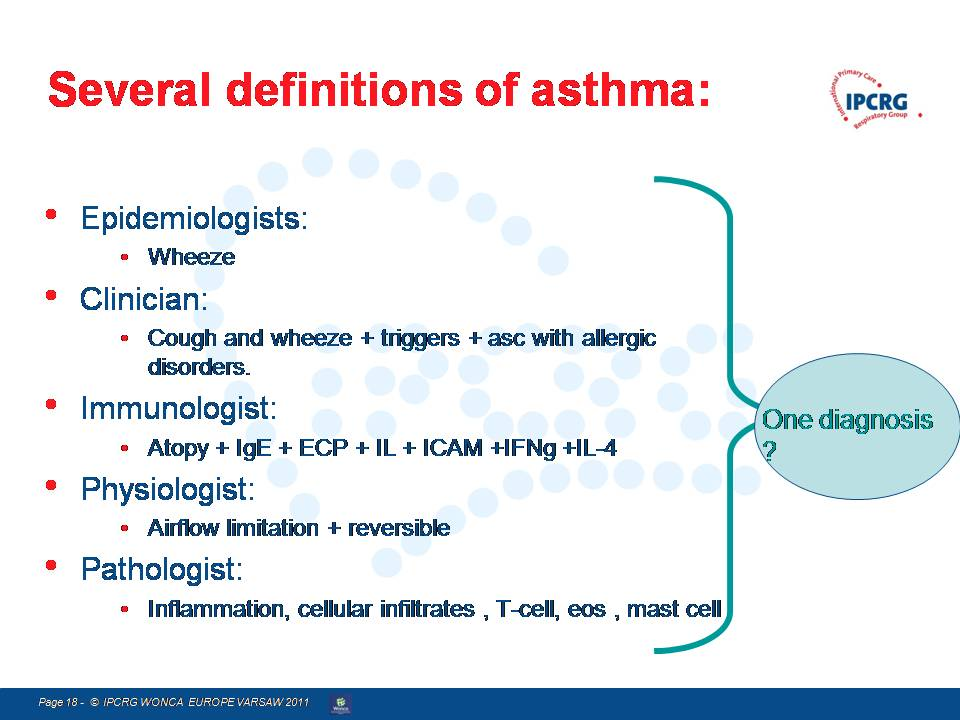 Several definitions of asthma:
International Primary Care
IPCRG
Respiratory Group
• Epidemiologists:
• Wheeze
• Clinician:
• Cough and wheeze + triggers + asc with allergic
disorders.
• Immunologist:
• Atopy + IgE + ECP + IL + ICAM +IFNg +IL-4
• Physiologist:
• Airflow limitation + reversible
• Pathologist:
• Inflammation, cellular infiltrates , T-cell, eos , mast cell
One diagnosis
?
Page 18 - © IPCRG WONCA EUROPE VARSAW 2011
Wonca